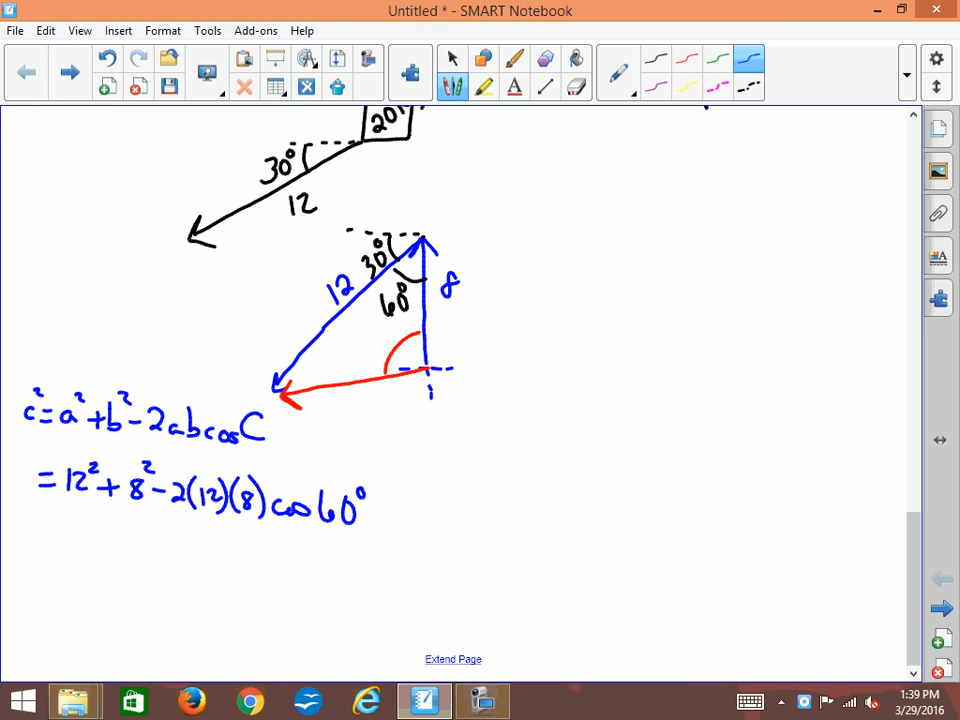 Untitled * - SMART Notebook
File Edit View Insert Format Tools Add-ons Help
30°
12
30°
12
60°
8
c²=a²+b²-2abcosC
=12²+8²-2(12)(8)cos60°
Extend Page
1:39 PM
3/29/2016